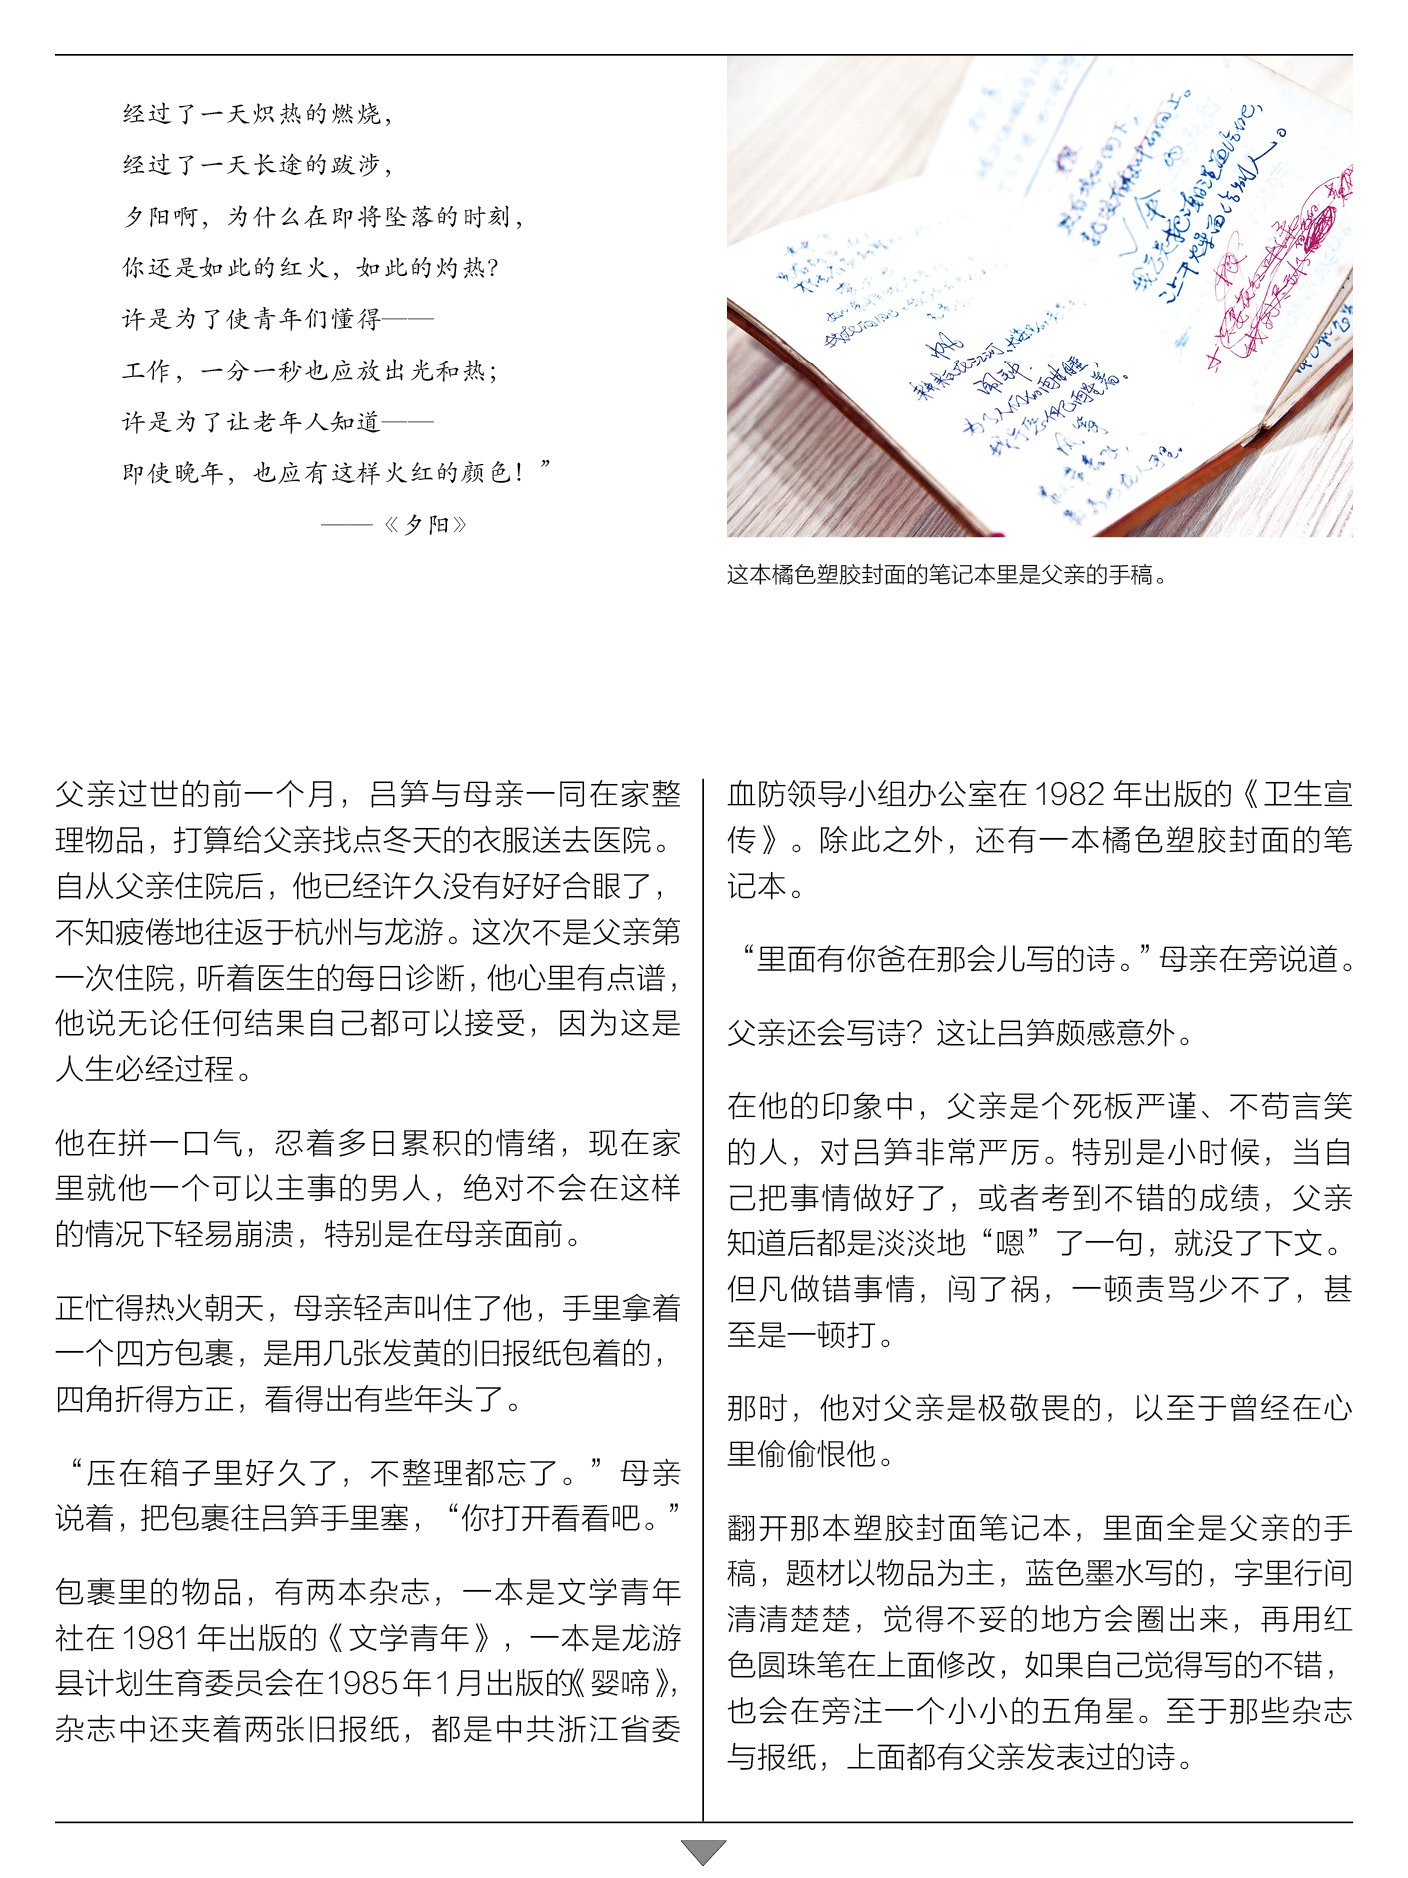 经过了一天炽热的燃烧，
经过了一天长途的跋涉，
夕阳啊，为什么在即将坠落的时刻，
你还是如此的红火，如此的灼热？
许是为了使青年们懂得——
工作，一分一秒也应放出光和热；
许是为了让老年人知道——
即使晚年，也应有这样火红的颜色！”
——《夕阳》
这本橘色塑胶封面的笔记本里是父亲的手稿。
父亲过世的前一个月，吕笋与母亲一同在家整
理物品，打算给父亲找点冬天的衣服送去医院。
自从父亲住院后，他已经许久没有好好合眼了，
不知疲倦地往返于杭州与龙游。这次不是父亲第
一次住院，听着医生的每日诊断，他心里有点谱，
他说无论任何结果自己都可以接受，因为这是
人生必经过程。
他在拼一口气，忍着多日累积的情绪，现在家
里就他一个可以主事的男人，绝对不会在这样
的情况下轻易崩溃，特别是在母亲面前。
正忙得热火朝天，母亲轻声叫住了他，手里拿着
一个四方包裹，是用几张发黄的旧报纸包着的，
四角折得方正，看得出有些年头了。
“压在箱子里好久了，不整理都忘了。”母亲
说着，把包裹往吕笋手里塞，“你打开看看吧。”
包裹里的物品，有两本杂志，一本是文学青年
社在1981年出版的《文学青年》，一本是龙游
县计划生育委员会在1985年1月出版的《婴啼》，
杂志中还夹着两张旧报纸，都是中共浙江省委
血防领导小组办公室在1982年出版的《卫生宣
传》。除此之外，还有一本橘色塑胶封面的笔
记本。
“里面有你爸在那会儿写的诗。”母亲在旁说道。
父亲还会写诗？这让吕笋颇感意外。
在他的印象中，父亲是个死板严谨、不苟言笑
的人，对吕笋非常严厉。特别是小时候，当自
己把事情做好了，或者考到不错的成绩，父亲
知道后都是淡淡地“嗯”了一句，就没了下文。
但凡做错事情，闯了祸，一顿责骂少不了，甚
至是一顿打。
那时，他对父亲是极敬畏的，以至于曾经在心
里偷偷恨他。
翻开那本塑胶封面笔记本，里面全是父亲的手
稿，题材以物品为主，蓝色墨水写的，字里行间
清清楚楚，觉得不妥的地方会圈出来，再用红
色圆珠笔在上面修改，如果自己觉得写的不错，
也会在旁注一个小小的五角星。至于那些杂志
与报纸，上面都有父亲发表过的诗。